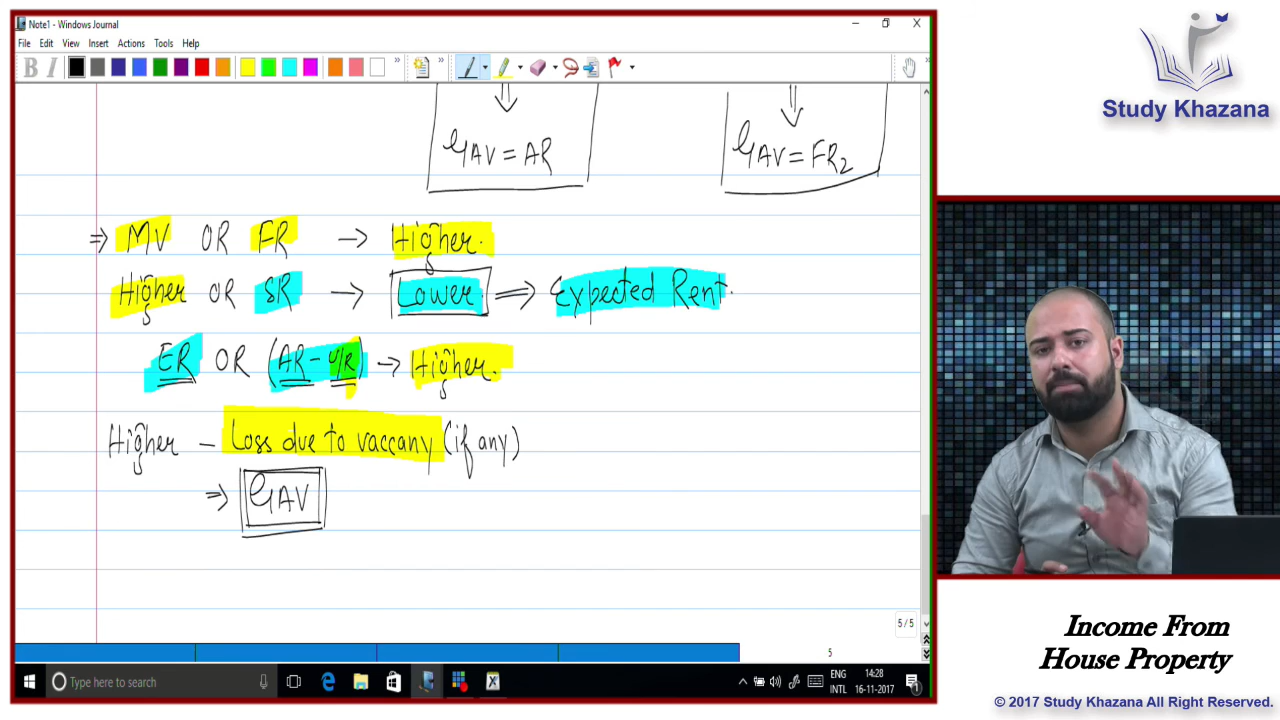 Note1 - Windows Journal
File Edit View Insert Actions Tools Help
B I
GAV = AR
GAV = FR2
⇒ MV OR FR → Higher.
Higher OR SR → Lower. ⇒ Expected Rent.
ER OR (AR - U/R) → Higher.
Higher - Loss due to vaccany (if any)
⇒ GAV
5/5
5
Type here to search
ENG
INTL
14:28
16-11-2017
1
Study Khazana
Income From
House Property
© 2017 Study Khazana All Right Reserved.